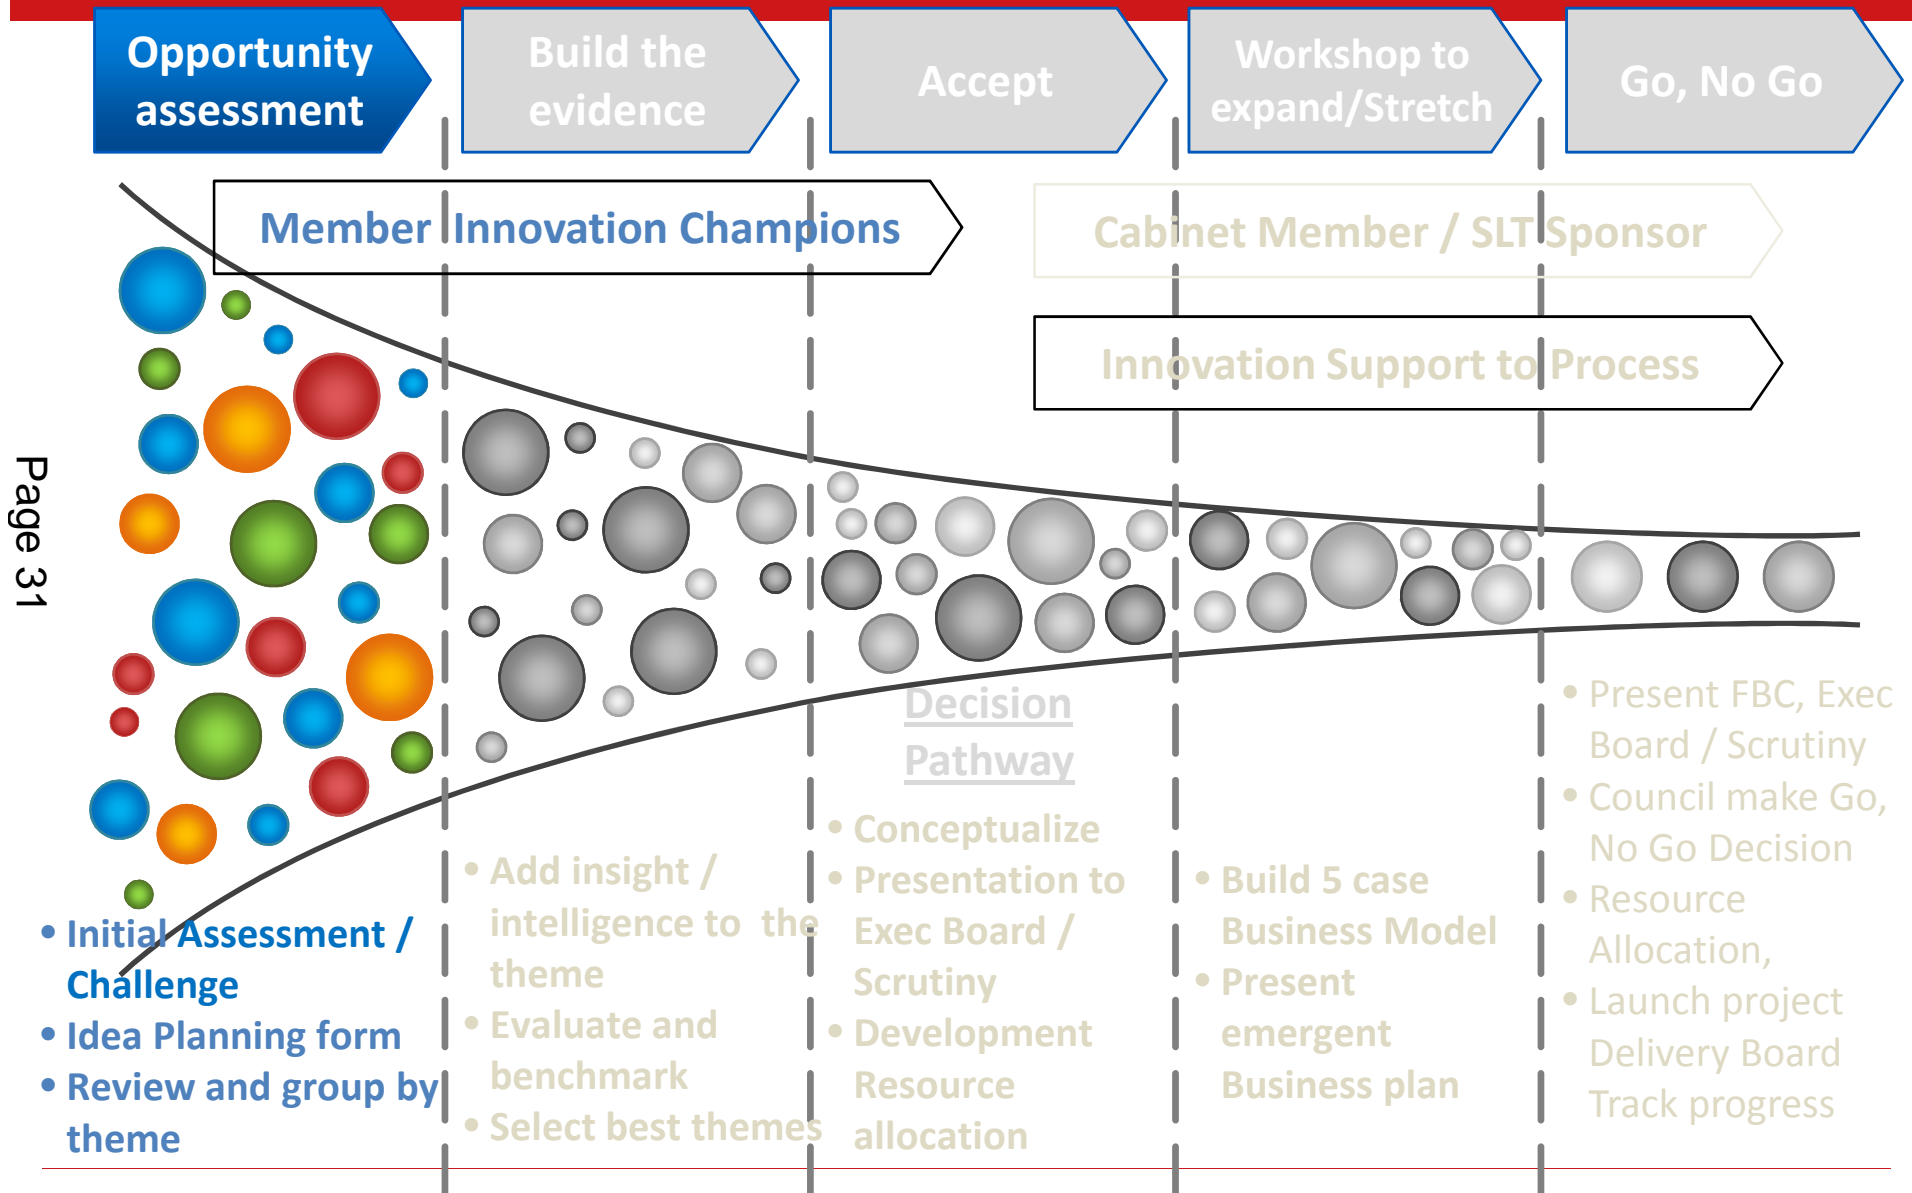 Opportunity
assessment
Build the
evidence
Accept
Workshop to
expand/Stretch
Go, No Go
Member Innovation Champions
Cabinet Member / SLT Sponsor
Innovation Support to Process
Page 31
• Initial Assessment /
Challenge
• Idea Planning form
• Review and group by
theme
• Add insight /
intelligence to the
theme
• Evaluate and
benchmark
• Select best themes
Decision
Pathway
• Conceptualize
• Presentation to
Exec Board /
Scrutiny
• Development
Resource
allocation
• Build 5 case
Business Model
• Present
emergent
Business plan
• Present FBC, Exec
Board / Scrutiny
• Council make Go,
No Go Decision
• Resource
Allocation,
• Launch project
Delivery Board
Track progress